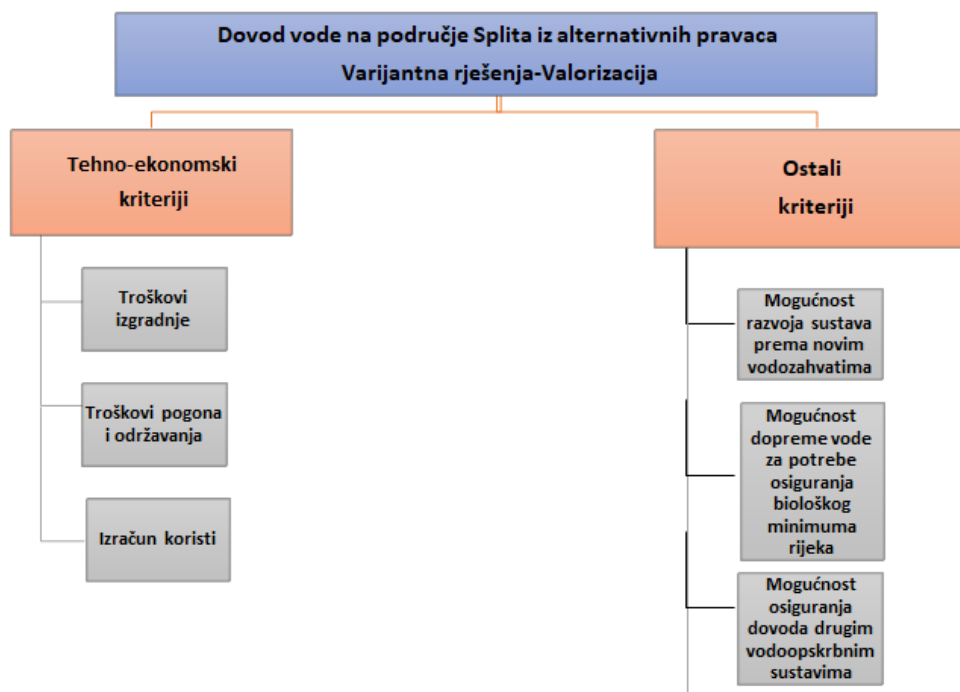 Dovod vode na područje Splita iz alternativnih pravaca
Varijantna rješenja-Valorizacija
Tehno-ekonomski
kriteriji
Troškovi
izgradnje
Troškovi pogona
i održavanja
Izračun koristi
Ostali
kriteriji
Mogućnost
razvoja sustava
prema novim
vodozahvatima
Mogućnost
dopreme vode
za potrebe
osiguranja
biološkog
minimuma
rijeka
Mogućnost
osiguranja
dovoda drugim
vodoopskrbnim
sustavima